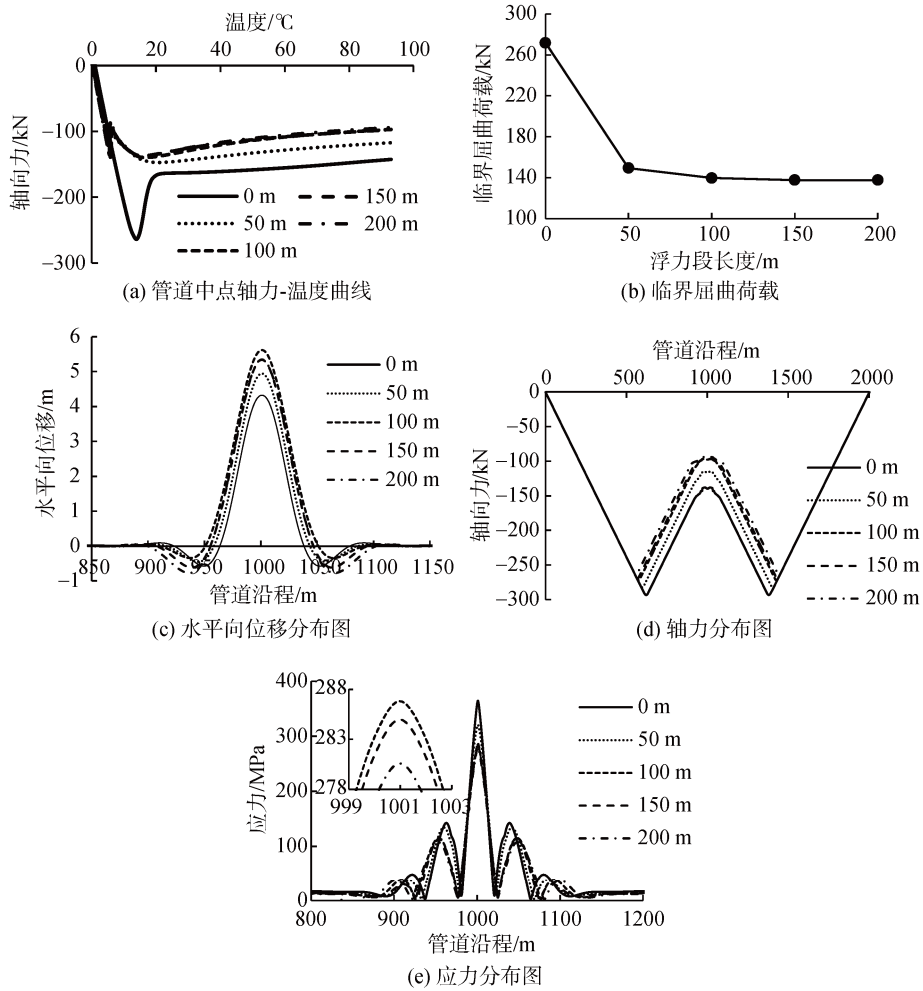 温度/℃
0 20 40 60 80 100
0
−100
−200
−300
轴向力/kN
0 m
50 m
100 m
150 m
200 m
(a) 管道中点轴力-温度曲线
300
260
220
180
140
100
临界屈曲荷载/kN
0 50 100 150 200
浮力段长度/m
(b) 临界屈曲荷载
6
5
4
3
2
1
0
−1
水平向位移/m
850 900 950 1000 1050 1100 1150
管道沿程/m
0 m
50 m
100 m
150 m
200 m
(c) 水平向位移分布图
管道沿程/m
0 500 1000 1500 2000
0
−50
−100
−150
−200
−250
−300
轴向力/kN
0 m
50 m
100 m
150 m
200 m
(d) 轴力分布图
400
300
200
100
0
应力/MPa
288
283
278
999 1001 1003
0 m
50 m
100 m
150 m
200 m
800 900 1000 1100 1200
管道沿程/m
(e) 应力分布图